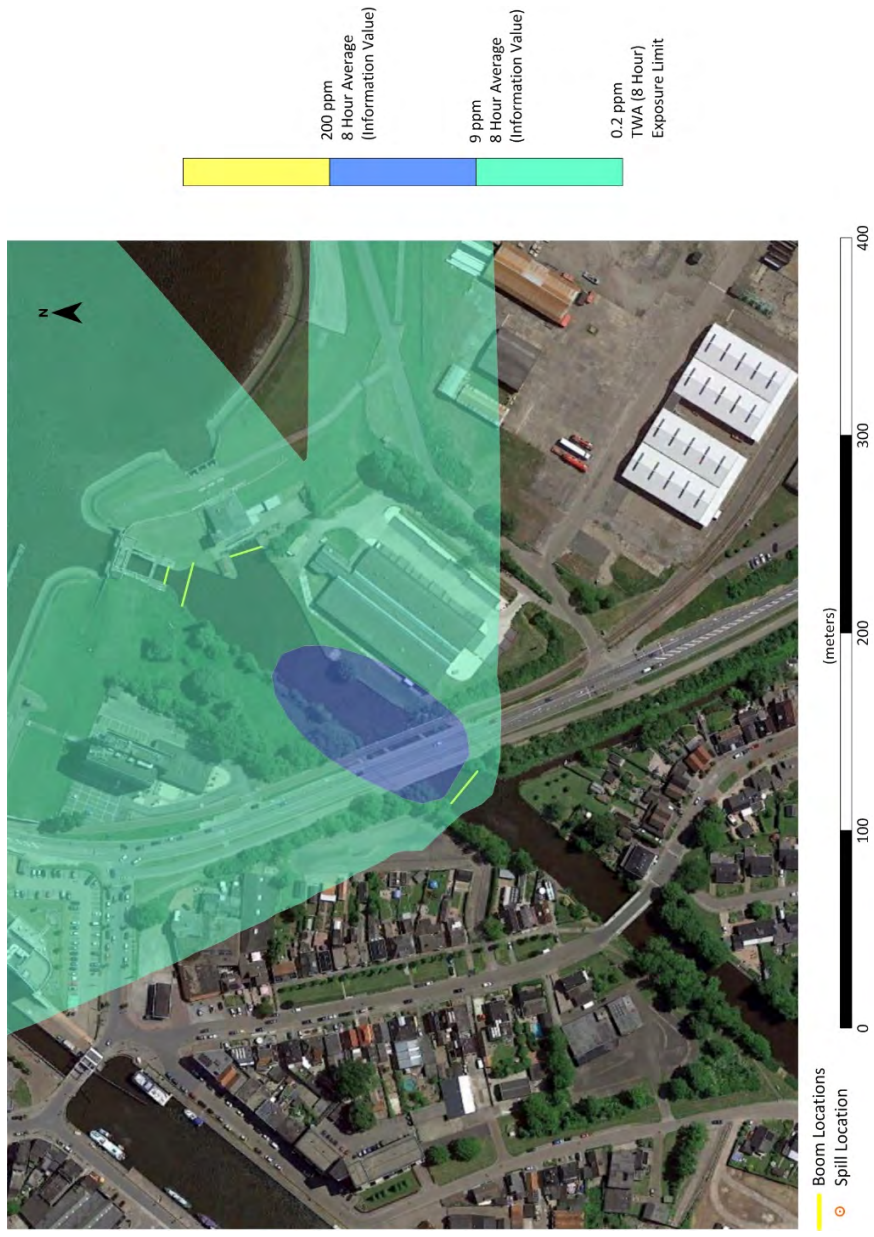 200 ppm
8 Hour Average
(Information Value)
9 ppm
8 Hour Average
(Information Value)
0.2 ppm
TWA (8 Hour)
Exposure Limit
N
(meters)
0
100
200
300
400
Boom Locations
Spill Location